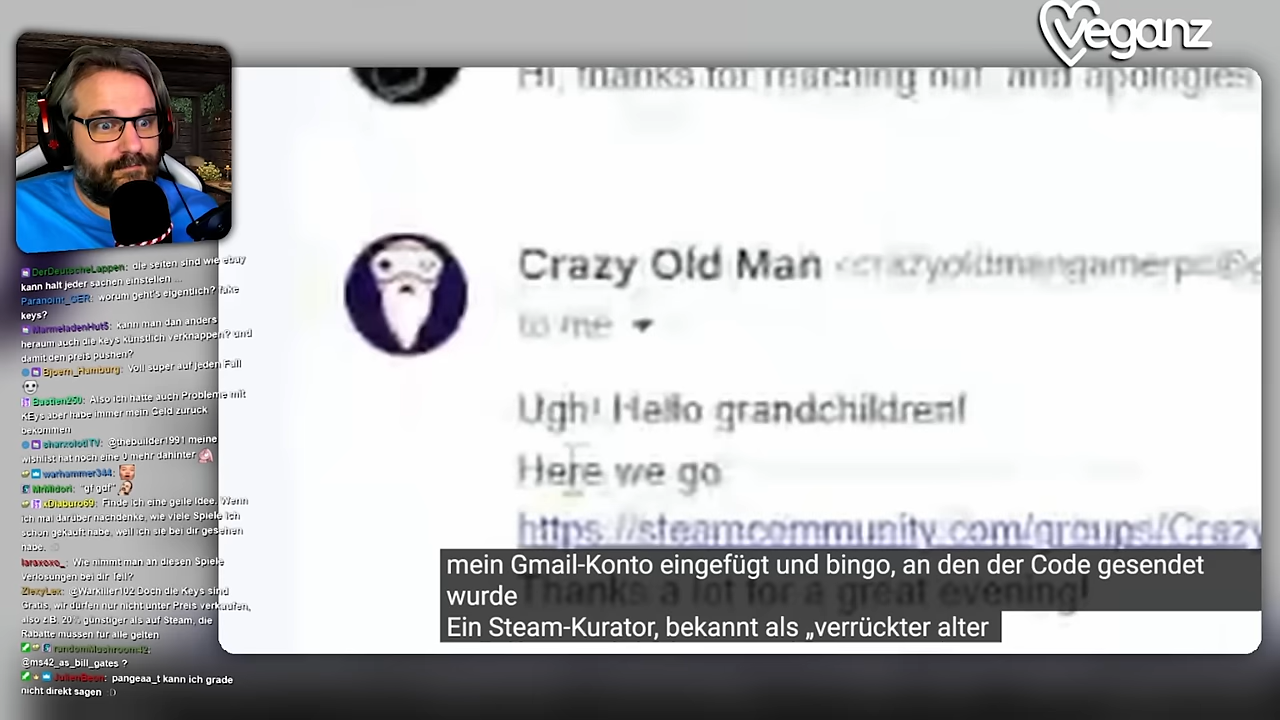 Veganz
Hi, thanks for reaching out and apologies
Crazy Old Man <crazyoldmangamerpc@g
to me
Ugh! Hello grandchildren!
Here we go
https://steamcommunity.com/groups/Crazy
Thanks a lot for a great evening!
mein Gmail-Konto eingefügt und bingo, an den der Code gesendet
wurde
Ein Steam-Kurator, bekannt als „verrückter alter
DerDeutscheLappen: die seiten sind wie ebay
kann halt jeder sachen einstellen ...
Paranoint_GER: worum geht's eigentlich? fake
keys?
MarmeladenHut5: kann man dan anders
heraum auch die keys künstlich verknappen? und
damit den preis pushen?
Bjoern_Hamburg: Voll super auf jeden Fall
Bastien250: Also ich hatte auch Probleme mit
KEys aber habe immer mein Geld zurück
bekommen
sharxolotlTV: @thebuilder1991 meine
wishlist hat noch eine 0 mehr dahinter
warhammer344:
MrMidori: "gf gdf"
xDiaburo69: Finde ich eine geile Idee. Wenn
ich mal darüber nachdenke, wie viele Spiele ich
schon gekauft habe, weil ich sie bei dir gesehen
habe. :)
laraxoxo_: Wie nimmt man an diesen Spiele
Verlosungen bei dir Teil?
ZlexyLex: @Warkiller102 Doch die Keys sind
Gratis, wir dürfen nur nicht unter Preis verkaufen,
also z.B. 20% günstiger als auf Steam, die
Rabatte müssen für alle gelten
randomMushroom42:
@ms42_as_bill_gates ?
JulienBeon: pangeaa_t kann ich grade
nicht direkt sagen :D